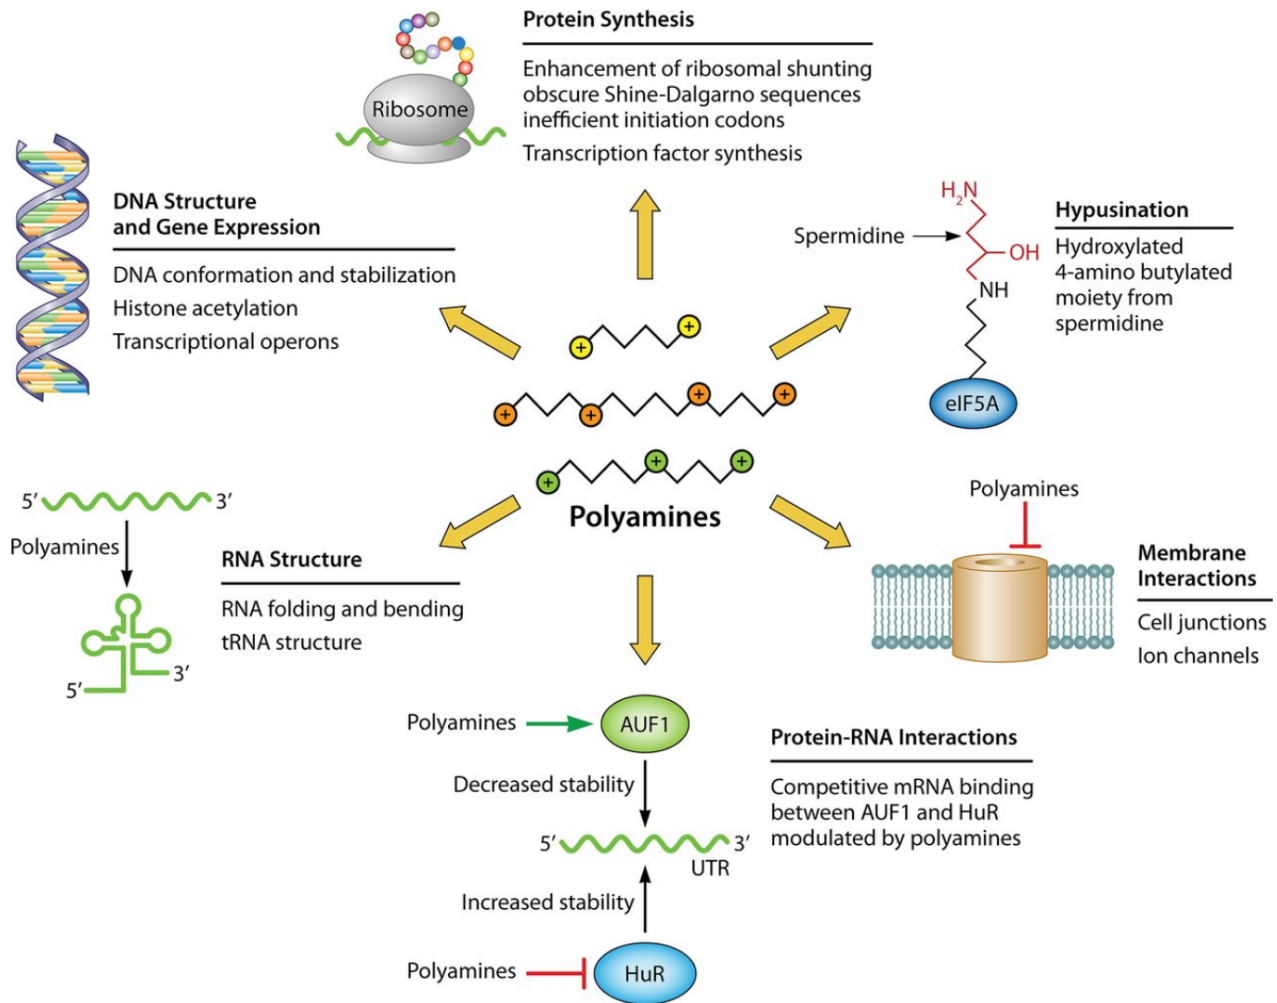 Protein Synthesis
Enhancement of ribosomal shunting
obscure Shine-Dalgarno sequences
inefficient initiation codons
Transcription factor synthesis
Ribosome
DNA Structure
and Gene Expression
DNA conformation and stabilization
Histone acetylation
Transcriptional operons
H₂N
Spermidine
OH
NH
eIF5A
Hypusination
Hydroxylated
4-amino butylated
moiety from
spermidine
+ +
+ + + +
+ + +
Polyamines
5′ 3′
Polyamines
5′ 3′
RNA Structure
RNA folding and bending
tRNA structure
Polyamines
Membrane
Interactions
Cell junctions
Ion channels
Polyamines
AUF1
Decreased stability
5′ 3′
UTR
Increased stability
Polyamines
HuR
Protein-RNA Interactions
Competitive mRNA binding
between AUF1 and HuR
modulated by polyamines